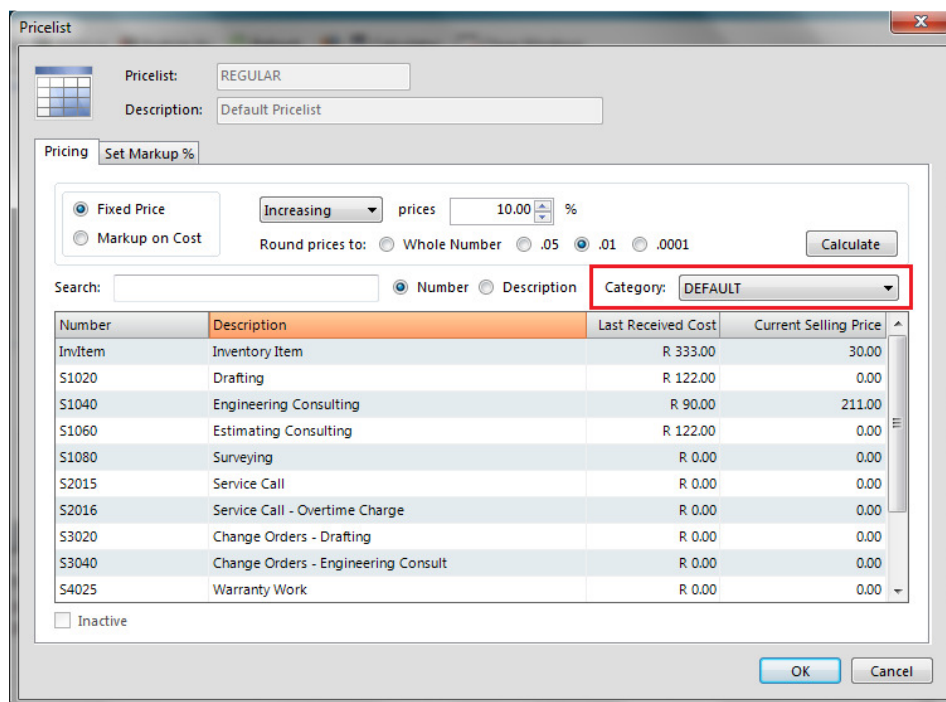 Pricelist
Pricelist: REGULAR
Description: Default Pricelist
Pricing Set Markup %
Fixed Price Increasing prices 10.00 %
Markup on Cost Round prices to: Whole Number .05 .01 .0001 Calculate
Search: Number Description Category: DEFAULT
Number Description Last Received Cost Current Selling Price
InvItem Inventory Item R 333.00 30.00
S1020 Drafting R 122.00 0.00
S1040 Engineering Consulting R 90.00 211.00
S1060 Estimating Consulting R 122.00 0.00
S1080 Surveying R 0.00 0.00
S2015 Service Call R 0.00 0.00
S2016 Service Call - Overtime Charge R 0.00 0.00
S3020 Change Orders - Drafting R 0.00 0.00
S3040 Change Orders - Engineering Consult R 0.00 0.00
S4025 Warranty Work R 0.00 0.00
Inactive
OK Cancel